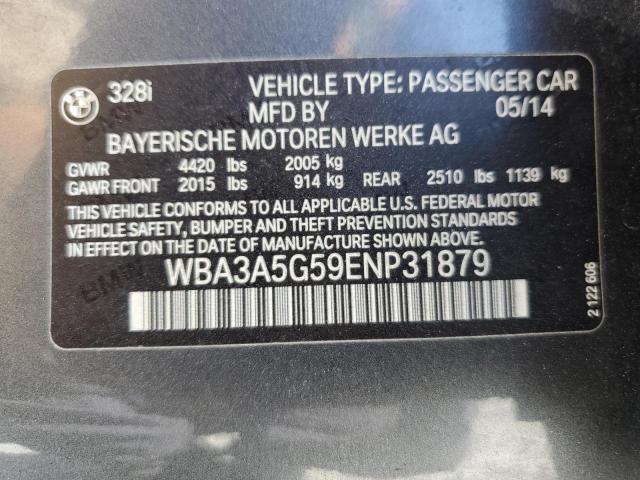 328i VEHICLE TYPE: PASSENGER CAR
MFD BY 05/14
BAYERISCHE MOTOREN WERKE AG
GVWR 4420 lbs 2005 kg
GAWR FRONT 2015 lbs 914 kg REAR 2510 lbs 1139 kg
THIS VEHICLE CONFORMS TO ALL APPLICABLE U.S. FEDERAL MOTOR
VEHICLE SAFETY, BUMPER AND THEFT PREVENTION STANDARDS
IN EFFECT ON THE DATE OF MANUFACTURE SHOWN ABOVE.
WBA3A5G59ENP31879
2 122 606
BMW